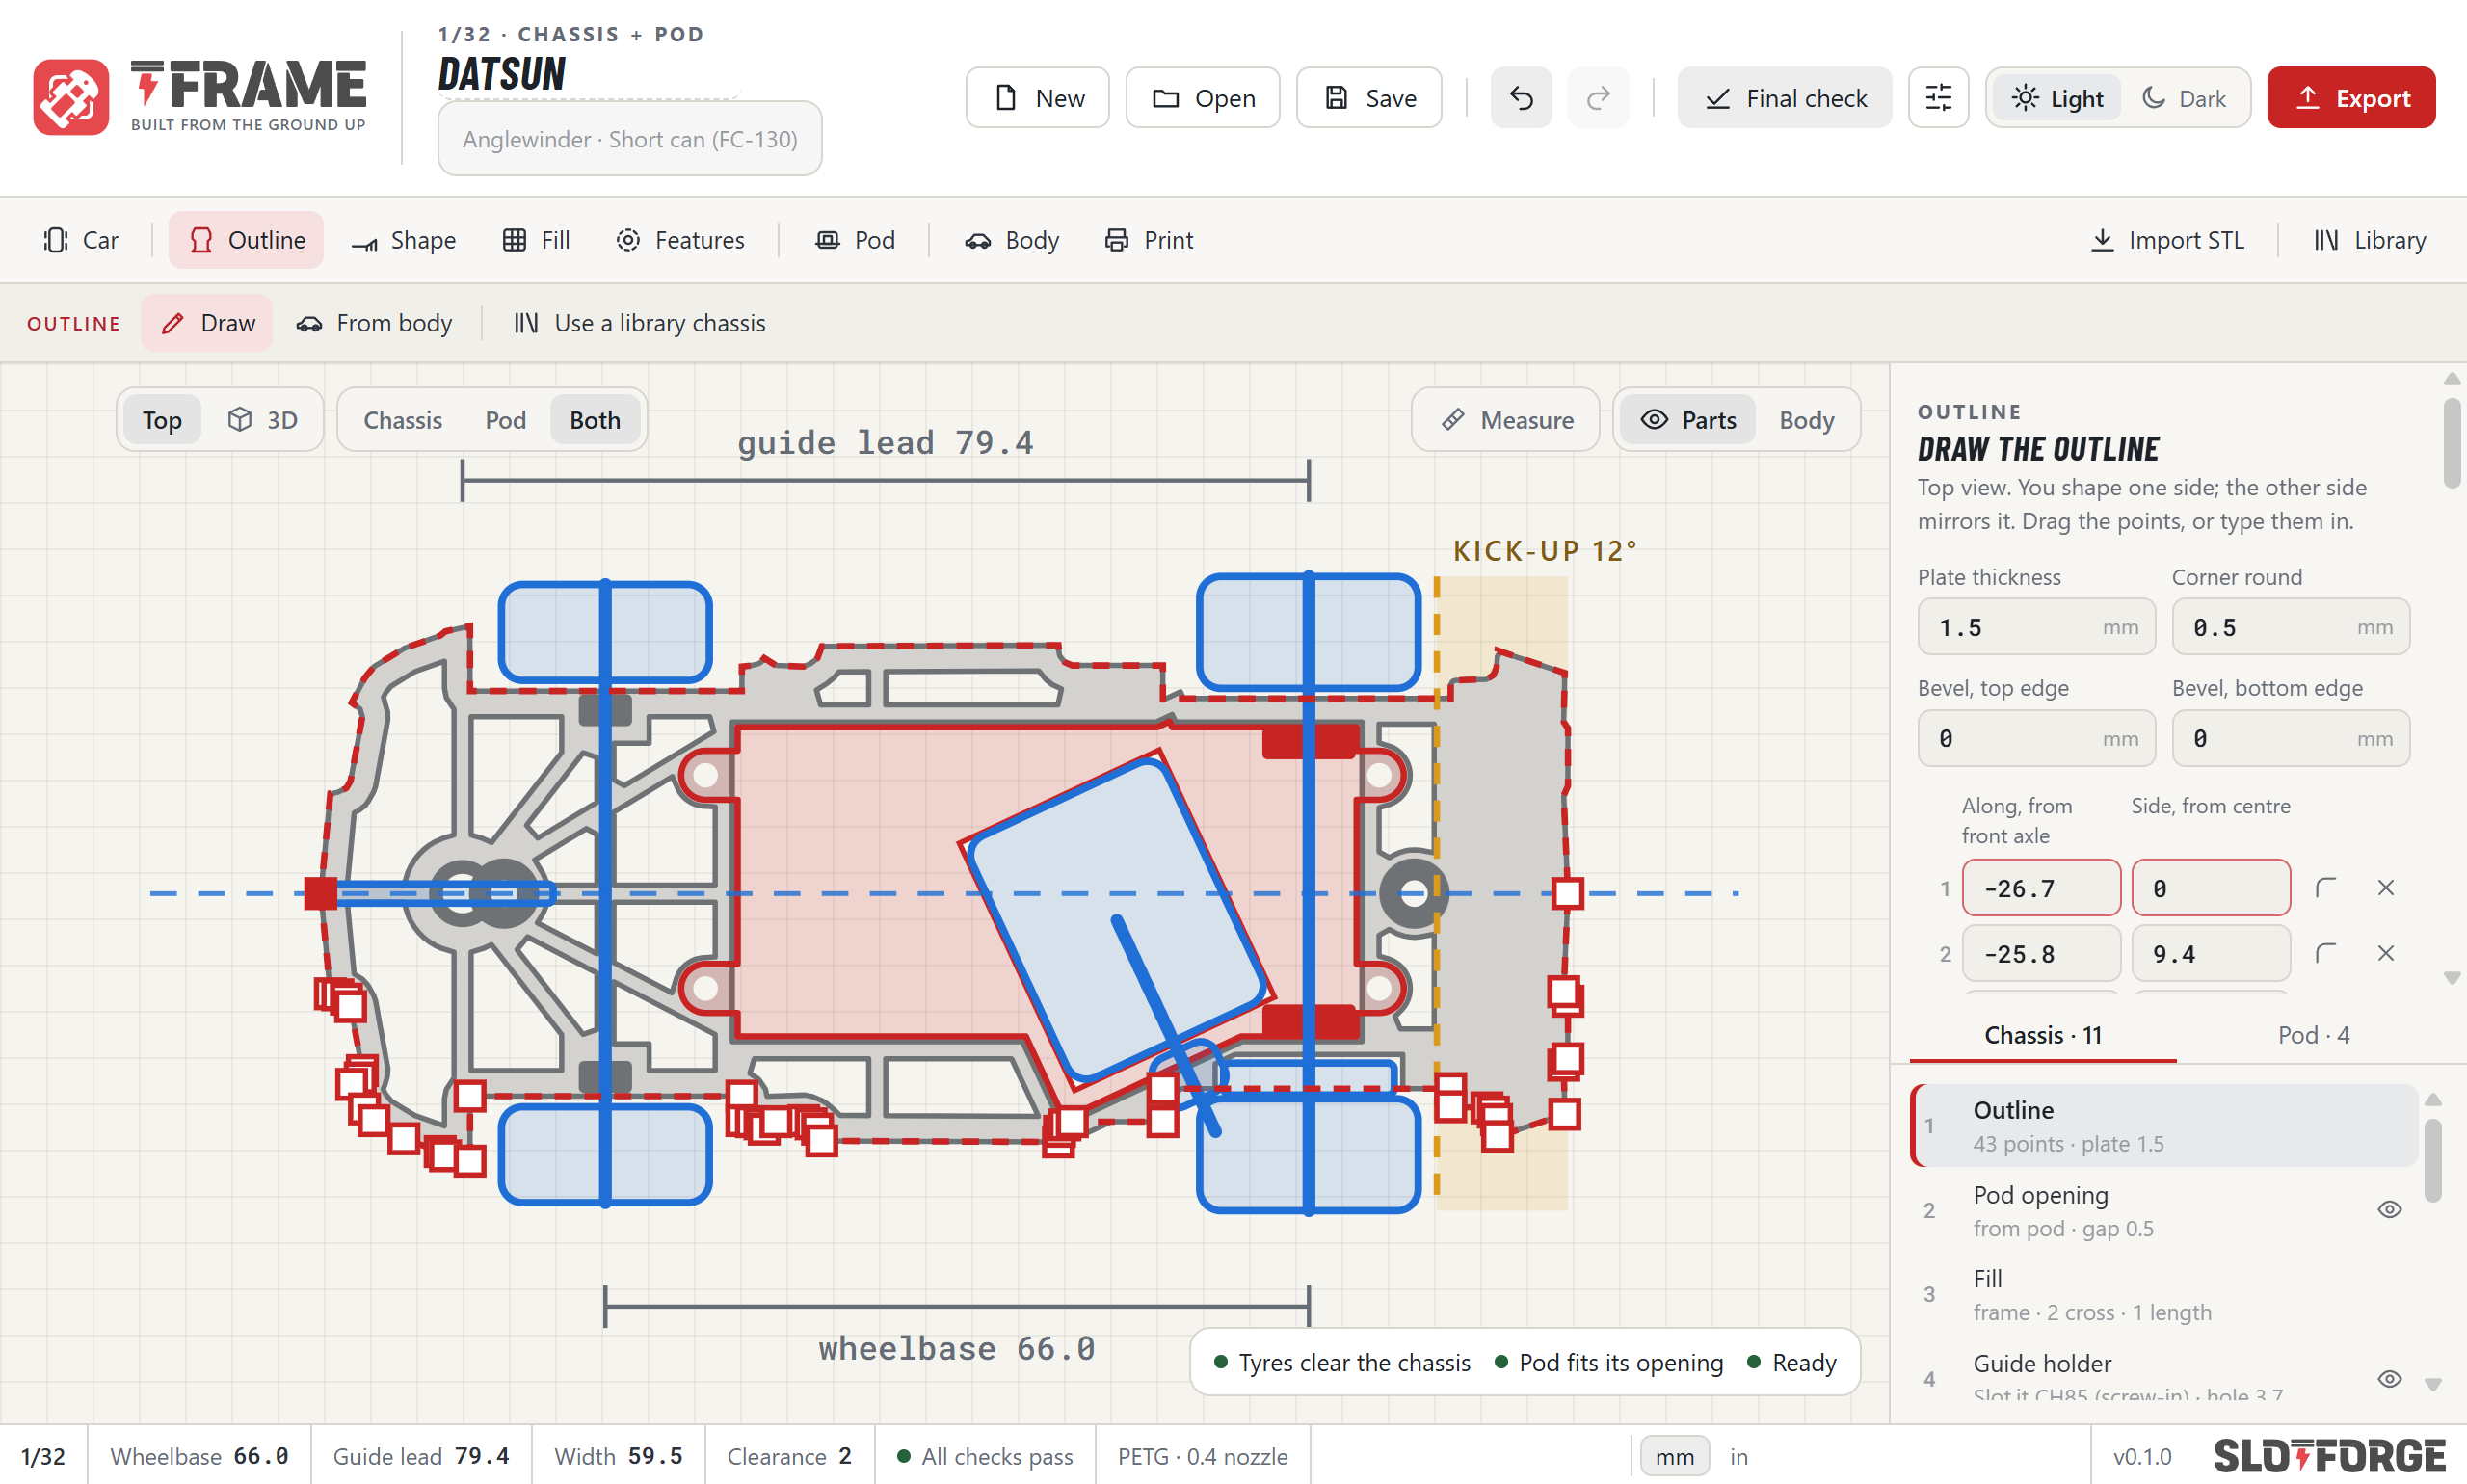 FRAME
BUILT FROM THE GROUND UP
1/32 · CHASSIS + POD
DATSUN
Anglewinder · Short can (FC-130)
New
Open
Save
Final check
Light
Dark
Export
Car
Outline
Shape
Fill
Features
Pod
Body
Print
Import STL
Library
OUTLINE
Draw
From body
Use a library chassis
Top
3D
Chassis
Pod
Both
Measure
Parts
Body
guide lead 79.4
KICK-UP 12°
wheelbase 66.0
Tyres clear the chassis
Pod fits its opening
Ready
OUTLINE
DRAW THE OUTLINE
Top view. You shape one side; the other side
mirrors it. Drag the points, or type them in.
Plate thickness
Corner round
1.5 mm
0.5 mm
Bevel, top edge
Bevel, bottom edge
0 mm
0 mm
Along, from
front axle
Side, from centre
1 -26.7 0
2 -25.8 9.4
Chassis · 11
Pod · 4
1 Outline
43 points · plate 1.5
2 Pod opening
from pod · gap 0.5
3 Fill
frame · 2 cross · 1 length
4 Guide holder
Slot.it CH85 (screw-in) · hole 3.7
1/32
Wheelbase 66.0
Guide lead 79.4
Width 59.5
Clearance 2
All checks pass
PETG · 0.4 nozzle
mm
in
v0.1.0
SLOTFORGE